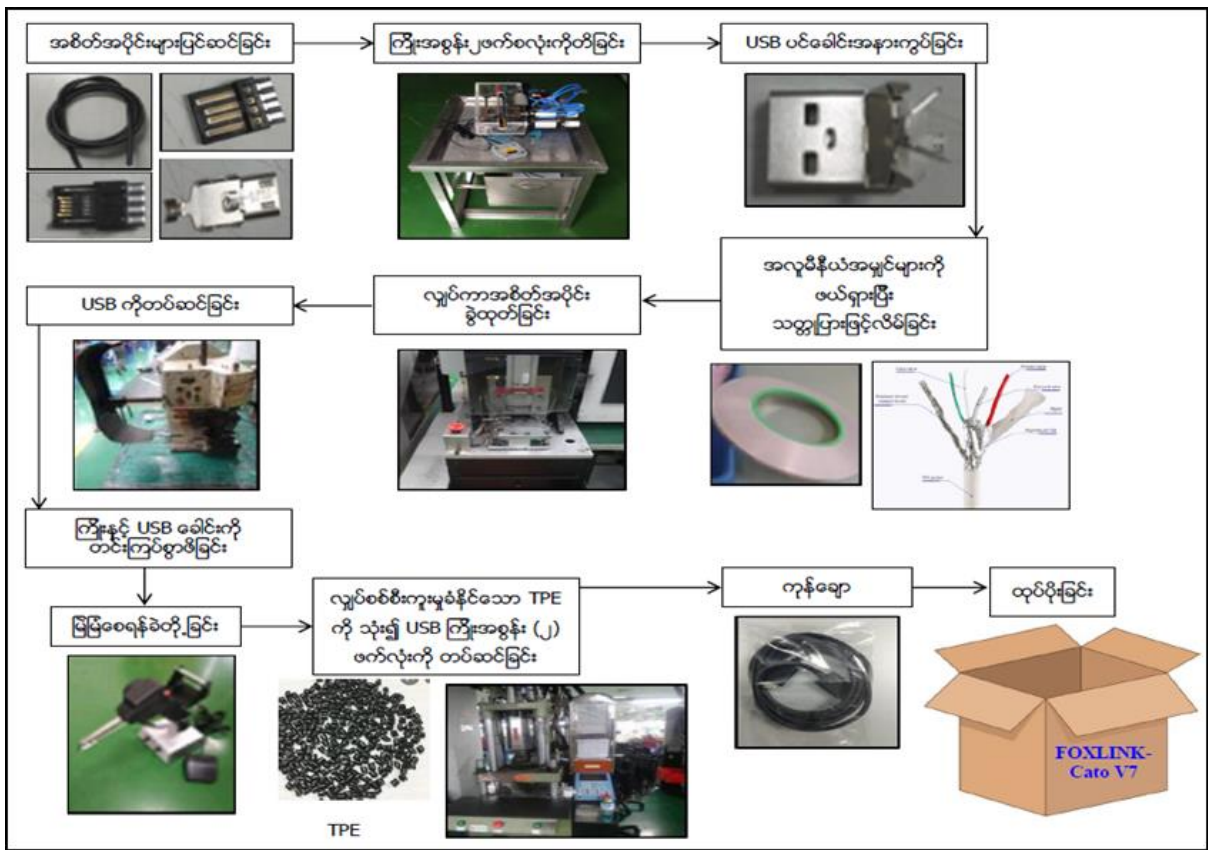 အစိတ်အပိုင်းများပြင်ဆင်ခြင်း
ကြိုးအစွန်း၂ဖက်စလုံးကိုတိခြင်း
USB ပင်ခေါင်းအနားကွပ်ခြင်း
အလူမီနီယံအမျှင်များကို
ဖယ်ရှားပြီး
သတ္တုပြားဖြင့်လိမ်ခြင်း
လျှပ်ကာအစိတ်အပိုင်း
ခွဲထုတ်ခြင်း
USB ကိုတပ်ဆင်ခြင်း
ကြိုးနှင့် USB ခေါင်းကို
တင်းကြပ်စွာဖိခြင်း
မြဲမြံစေရန်ခဲတို့ခြင်း
လျှပ်စစ်စီးကူးမှုခံနိုင်သော TPE
ကို သုံး၍ USB ကြိုးအစွန်း (၂)
ဖက်လုံးကို တပ်ဆင်ခြင်း
TPE
ကုန်ချော
ထုပ်ပိုးခြင်း
FOXLINK-
Cato V7